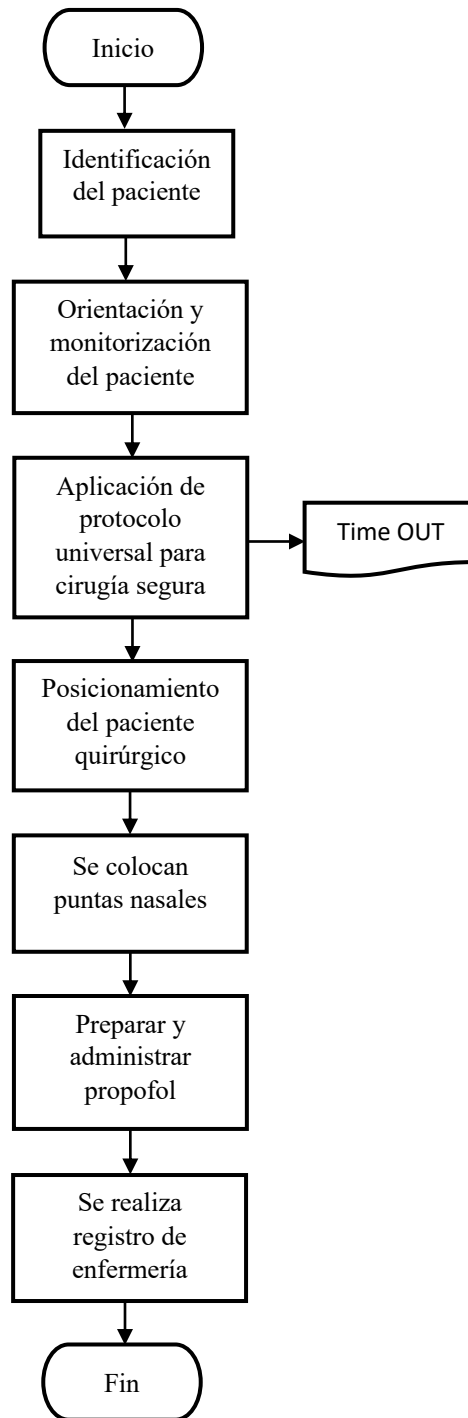 Inicio
Identificación
del paciente
Orientación y
monitorización
del paciente
Aplicación de
protocolo
universal para
cirugía segura
Time OUT
Posicionamiento
del paciente
quirúrgico
Se colocan
puntas nasales
Preparar y
administrar
propofol
Se realiza
registro de
enfermería
Fin